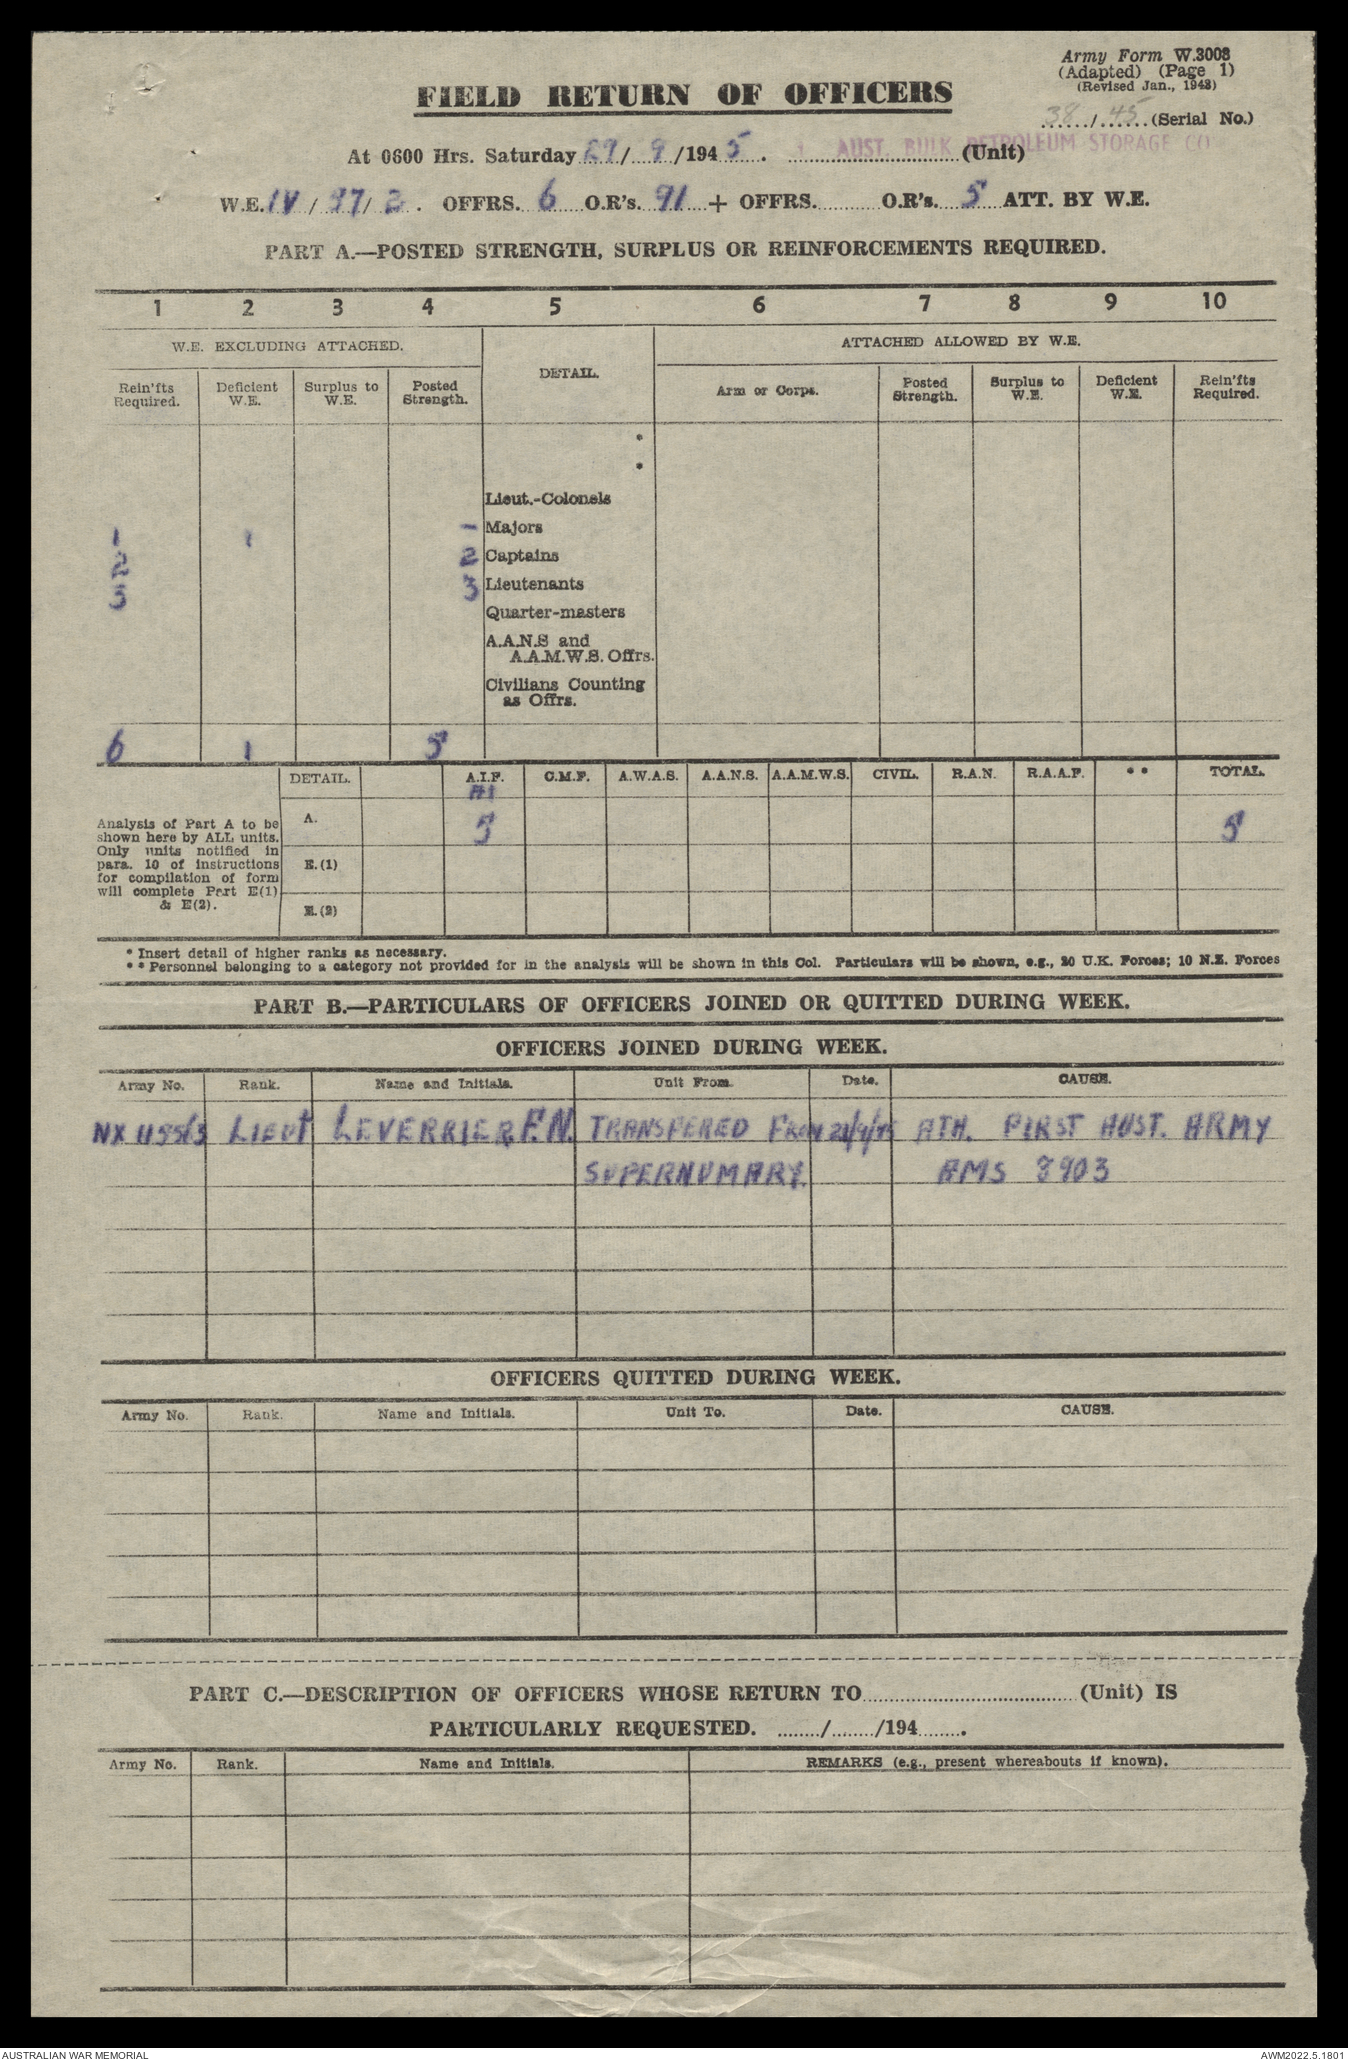 Army Form W.3008
(Adapted) (Page 1)
(Revised Jan., 1943)
FIELD RETURN OF OFFICERS
38/45 (Serial No.)
At 0600 Hrs. Saturday 29/9/1945. AUST. BULK PETROLEUM STORAGE CO (Unit)
W.E. IV / 97 / 2. OFFRS. 6 O.R's. 91 + OFFRS. O.R's. 5 ATT. BY W.E.
PART A.—POSTED STRENGTH, SURPLUS OR REINFORCEMENTS REQUIRED.
1 2 3 4 5 6 7 8 9 10
W.E. EXCLUDING ATTACHED. DETAIL. ATTACHED ALLOWED BY W.E.
Rein'fts Required. Deficient W.E. Surplus to W.E. Posted Strength. Arm or Corps. Posted Strength. Surplus to W.E. Deficient W.E. Rein'fts Required.
*
*
Lieut.-Colonels
1 1 - Majors
2 2 Captains
3 3 Lieutenants
Quarter-masters
A.A.N.S and
A.A.M.W.S. Offrs.
Civilians Counting
as Offrs.
6 1 5
DETAIL. A.I.F. C.M.F. A.W.A.S. A.A.N.S. A.A.M.W.S. CIVIL. R.A.N. R.A.A.F. ** TOTAL.
A. 5 5
E.(1)
E.(2)
Analysis of Part A to be
shown here by ALL units.
Only units notified in
para. 10 of instructions
for compilation of form
will complete Part E(1)
& E(2).
* Insert detail of higher ranks as necessary.
** Personnel belonging to a category not provided for in the analysis will be shown in this Col. Particulars will be shown, e.g., 20 U.K. Forces; 10 N.Z. Forces
PART B.—PARTICULARS OF OFFICERS JOINED OR QUITTED DURING WEEK.
OFFICERS JOINED DURING WEEK.
Army No. Rank. Name and Initials. Unit From. Date. CAUSE.
LIEUT LEVERRIER, F.N. TRANSFERED FROM ATH. FIRST AUST. ARMY
SUPERNUMARY. AMS 8903
OFFICERS QUITTED DURING WEEK.
Army No. Rank. Name and Initials. Unit To. Date. CAUSE.
PART C.—DESCRIPTION OF OFFICERS WHOSE RETURN TO (Unit) IS
PARTICULARLY REQUESTED. / /194 .
Army No. Rank. Name and Initials. REMARKS (e.g., present whereabouts if known).
AUSTRALIAN WAR MEMORIAL AWM2022.5.1801